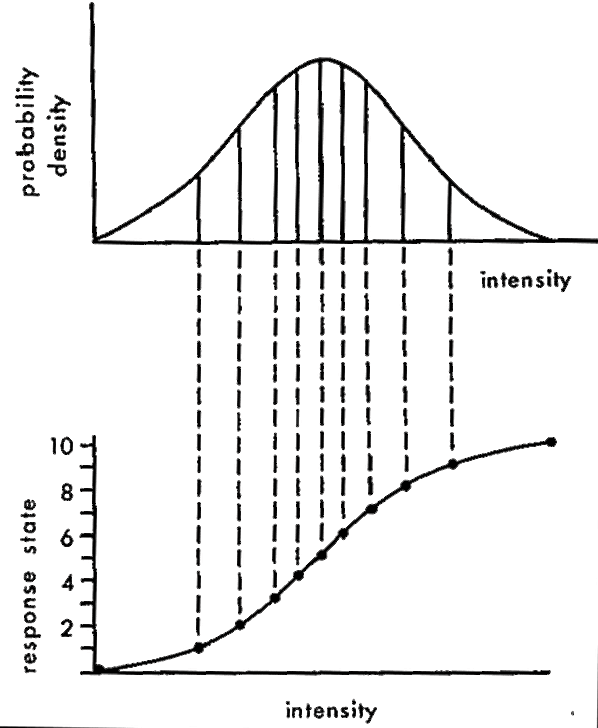 probability
density
intensity
10
8
6
4
2
response state
intensity